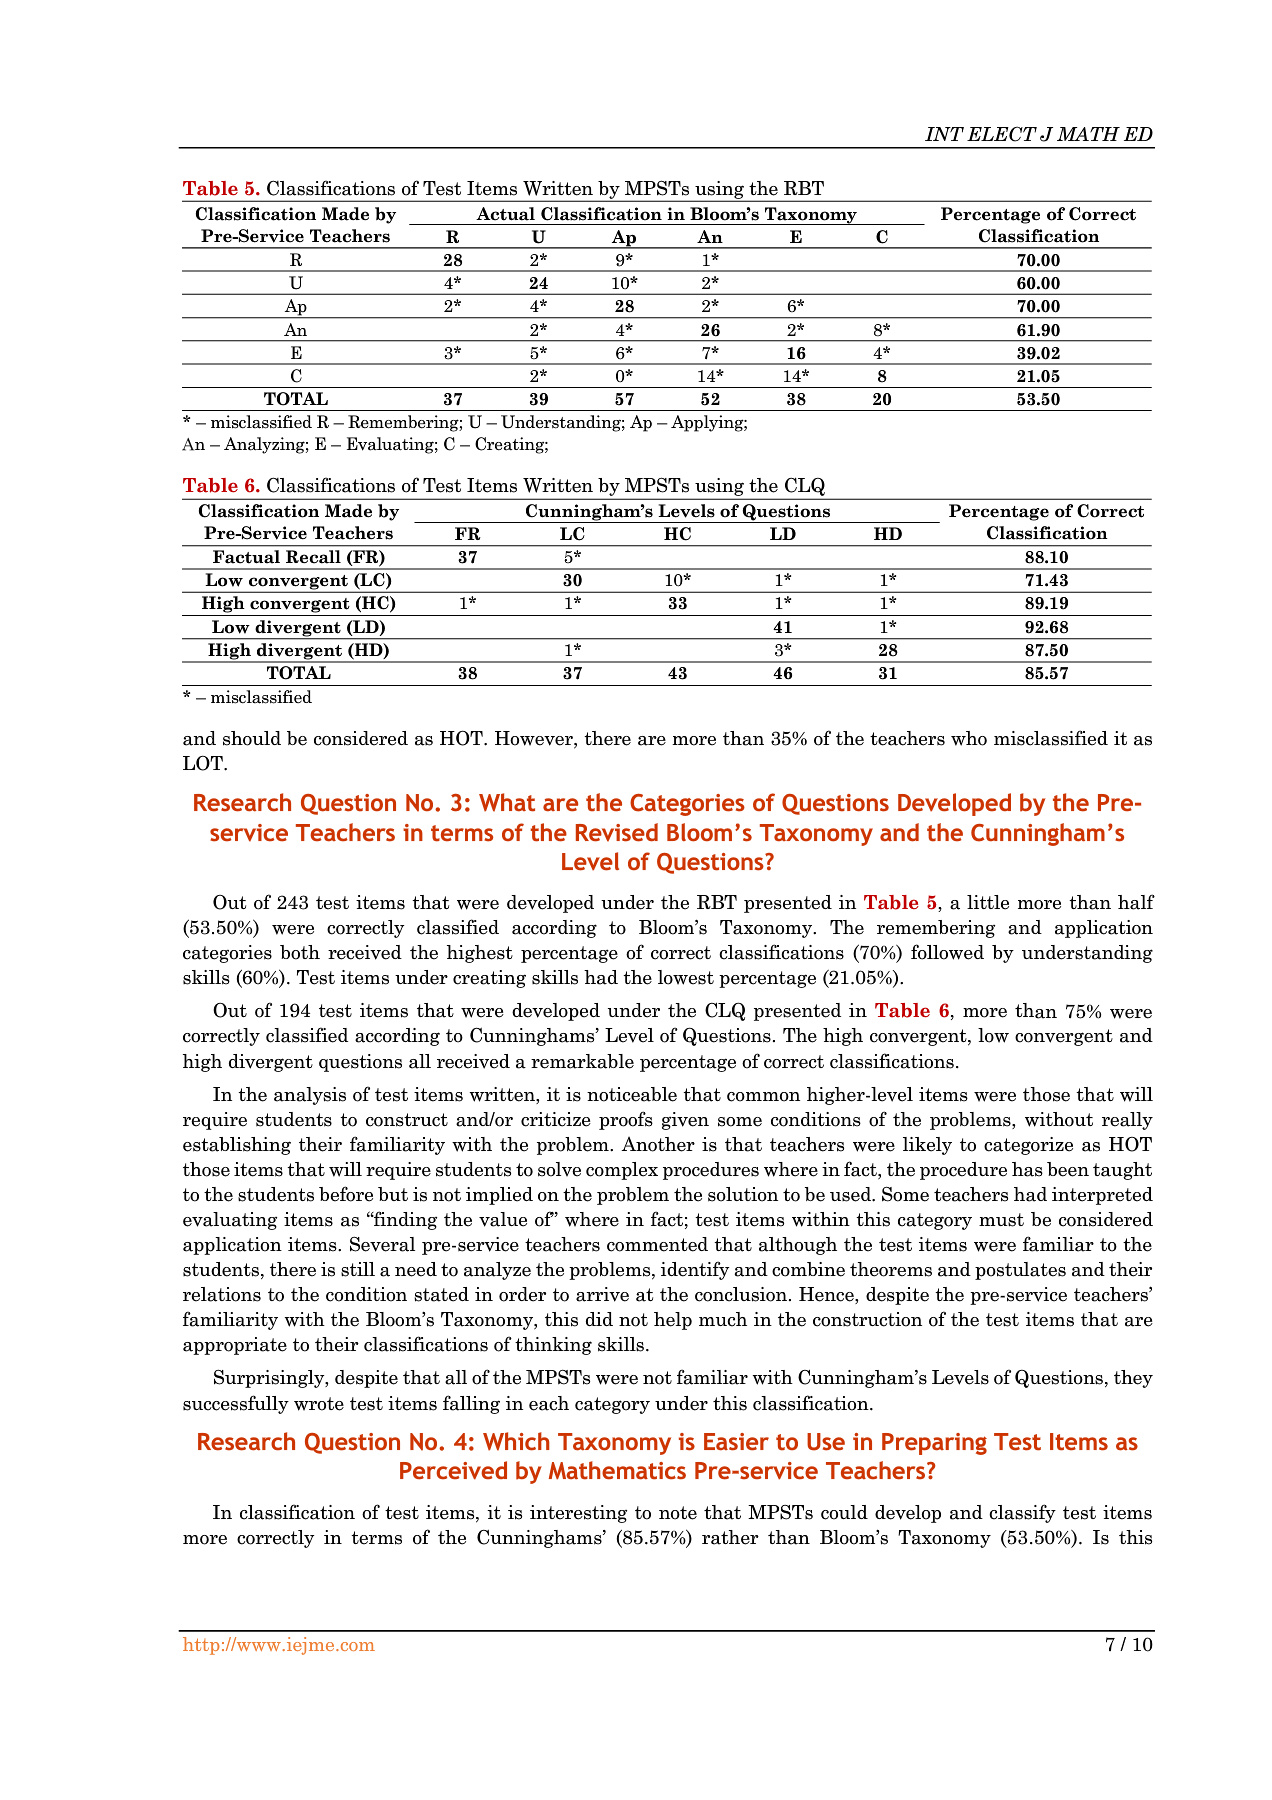 INT ELECT J MATH ED
Table 5. Classifications of Test Items Written by MPSTs using the RBT
Classification Made by Actual Classification in Bloom’s Taxonomy Percentage of Correct
Pre-Service Teachers R U Ap An E C Classification
R 28 2* 9* 1* 70.00
U 4* 24 10* 2* 60.00
Ap 2* 4* 28 2* 6* 70.00
An 2* 4* 26 2* 8* 61.90
E 3* 5* 6* 7* 16 4* 39.02
C 2* 0* 14* 14* 8 21.05
TOTAL 37 39 57 52 38 20 53.50
* – misclassified R – Remembering; U – Understanding; Ap – Applying;
An – Analyzing; E – Evaluating; C – Creating;
Table 6. Classifications of Test Items Written by MPSTs using the CLQ
Classification Made by Cunningham’s Levels of Questions Percentage of Correct
Pre-Service Teachers FR LC HC LD HD Classification
Factual Recall (FR) 37 5* 88.10
Low convergent (LC) 30 10* 1* 1* 71.43
High convergent (HC) 1* 1* 33 1* 1* 89.19
Low divergent (LD) 41 1* 92.68
High divergent (HD) 1* 3* 28 87.50
TOTAL 38 37 43 46 31 85.57
* – misclassified
and should be considered as HOT. However, there are more than 35% of the teachers who misclassified it as
LOT.
Research Question No. 3: What are the Categories of Questions Developed by the Pre-
service Teachers in terms of the Revised Bloom’s Taxonomy and the Cunningham’s
Level of Questions?
Out of 243 test items that were developed under the RBT presented in Table 5, a little more than half
(53.50%) were correctly classified according to Bloom’s Taxonomy. The remembering and application
categories both received the highest percentage of correct classifications (70%) followed by understanding
skills (60%). Test items under creating skills had the lowest percentage (21.05%).
Out of 194 test items that were developed under the CLQ presented in Table 6, more than 75% were
correctly classified according to Cunninghams’ Level of Questions. The high convergent, low convergent and
high divergent questions all received a remarkable percentage of correct classifications.
In the analysis of test items written, it is noticeable that common higher-level items were those that will
require students to construct and/or criticize proofs given some conditions of the problems, without really
establishing their familiarity with the problem. Another is that teachers were likely to categorize as HOT
those items that will require students to solve complex procedures where in fact, the procedure has been taught
to the students before but is not implied on the problem the solution to be used. Some teachers had interpreted
evaluating items as “finding the value of” where in fact; test items within this category must be considered
application items. Several pre-service teachers commented that although the test items were familiar to the
students, there is still a need to analyze the problems, identify and combine theorems and postulates and their
relations to the condition stated in order to arrive at the conclusion. Hence, despite the pre-service teachers’
familiarity with the Bloom’s Taxonomy, this did not help much in the construction of the test items that are
appropriate to their classifications of thinking skills.
Surprisingly, despite that all of the MPSTs were not familiar with Cunningham’s Levels of Questions, they
successfully wrote test items falling in each category under this classification.
Research Question No. 4: Which Taxonomy is Easier to Use in Preparing Test Items as
Perceived by Mathematics Pre-service Teachers?
In classification of test items, it is interesting to note that MPSTs could develop and classify test items
more correctly in terms of the Cunninghams’ (85.57%) rather than Bloom’s Taxonomy (53.50%). Is this
http://www.iejme.com 7 / 10